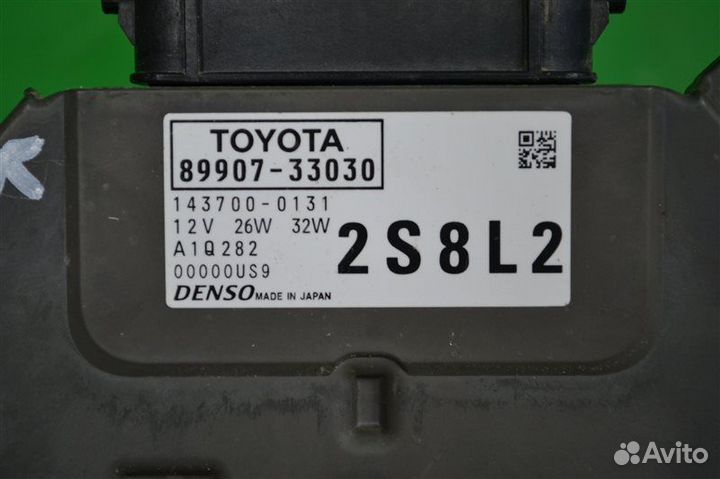 TOYOTA
89907-33030
143700-0131
12V 26W 32W
A1Q282
00000US9
2S8L2
DENSO MADE IN JAPAN
Avito